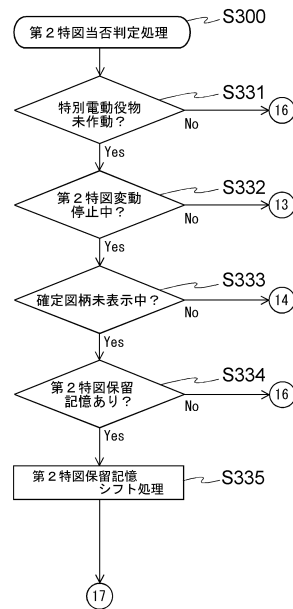 S300
第２特図当否判定処理
S331
特別電動役物
未作動？
No
16
Yes
S332
第２特図変動
停止中？
No
13
Yes
S333
確定図柄未表示中？
No
14
Yes
S334
第２特図保留
記憶あり？
No
16
Yes
S335
第２特図保留記憶
シフト処理
17